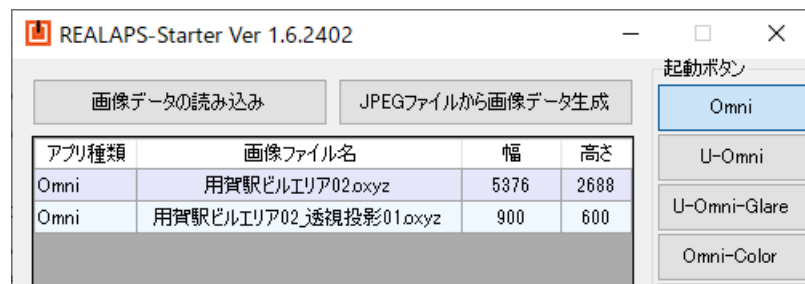 REALAPS-Starter Ver 1.6.2402
起動ボタン
画像データの読み込み JPEGファイルから画像データ生成 Omni
アプリ種類 画像ファイル名 幅 高さ U-Omni
Omni 用賀駅ビルエリア02.oxyz 5376 2688
Omni 用賀駅ビルエリア02_透視投影01.oxyz 900 600 U-Omni-Glare
Omni-Color